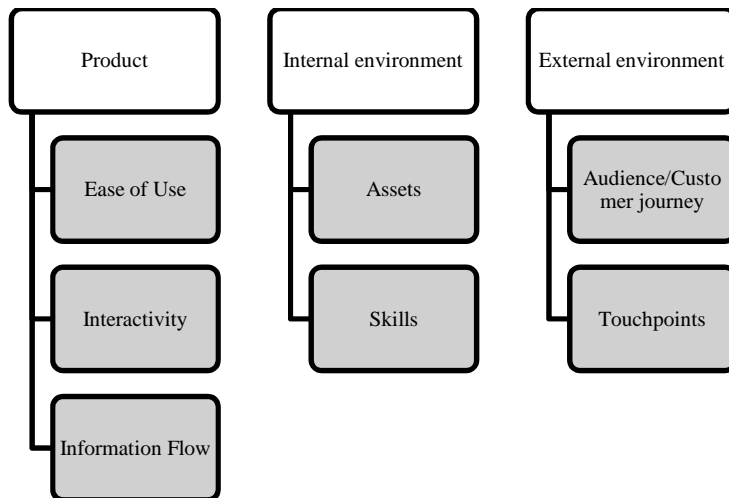 Product
Ease of Use
Interactivity
Information Flow
Internal environment
Assets
Skills
External environment
Audience/Custo
mer journey
Touchpoints